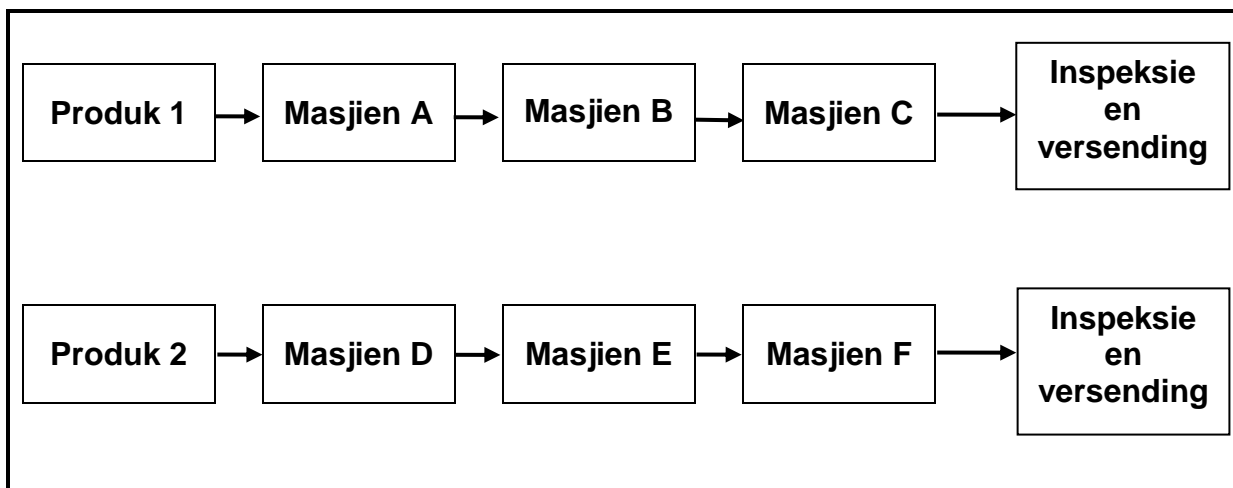 Produk 1
Masjien A
Masjien B
Masjien C
Inspeksie
en
versending
Produk 2
Masjien D
Masjien E
Masjien F
Inspeksie
en
versending